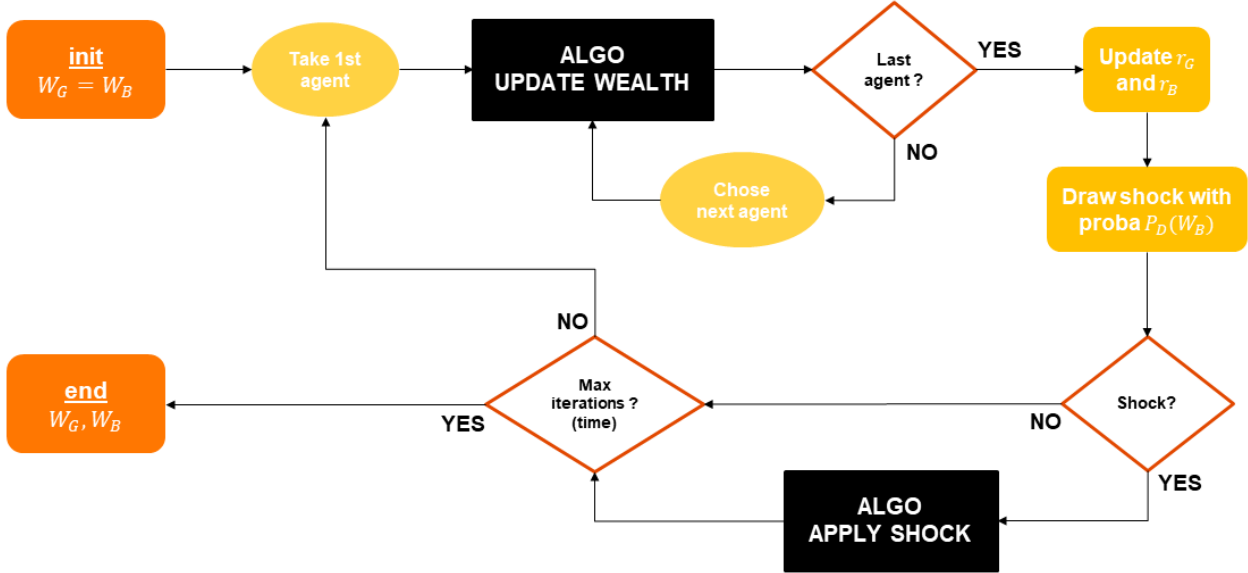 init
W_G = W_B
Take 1st
agent
ALGO
UPDATE WEALTH
Last
agent ?
YES
NO
Update r_G
and r_B
Chose
next agent
Draw shock with
proba P_D(W_B)
Shock?
NO
YES
ALGO
APPLY SHOCK
Max
iterations ?
(time)
NO
YES
end
W_G, W_B